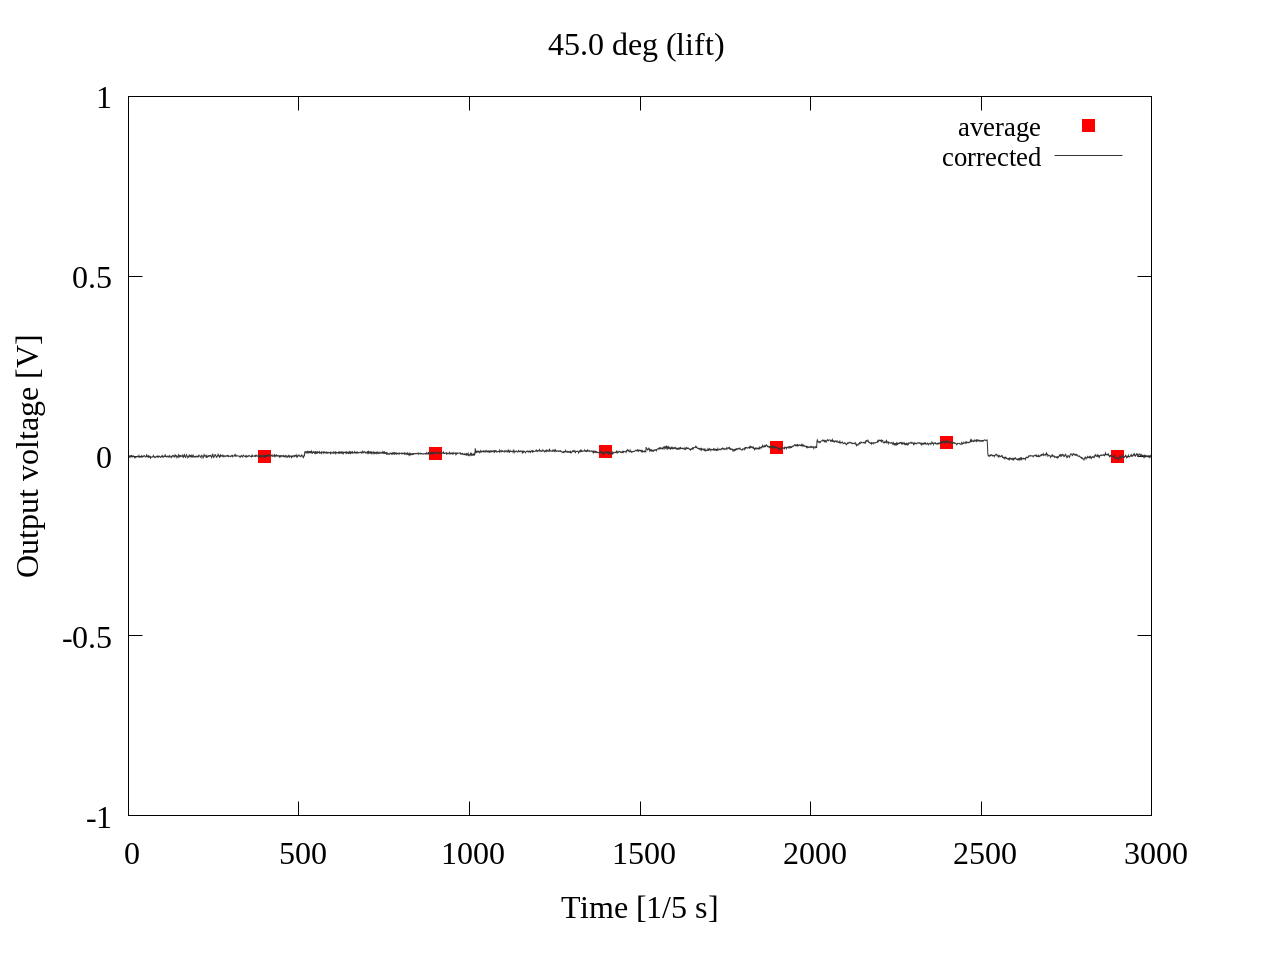 45.0 deg (lift)
average
corrected
1
0.5
0
-0.5
-1
Output voltage [V]
0 500 1000 1500 2000 2500 3000
Time [1/5 s]